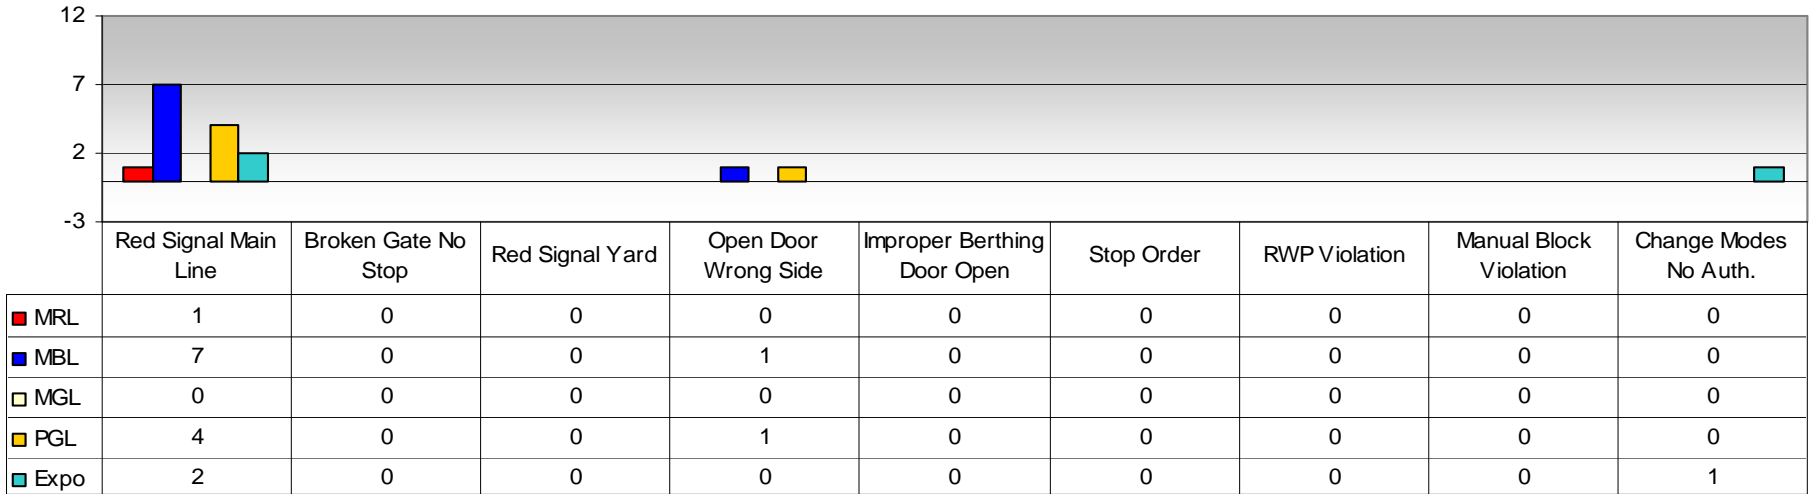 12
7
2
-3
Red Signal Main Line
Broken Gate No Stop
Red Signal Yard
Open Door Wrong Side
Improper Berthing Door Open
Stop Order
RWP Violation
Manual Block Violation
Change Modes No Auth.
MRL 1 0 0 0 0 0 0 0 0
MBL 7 0 0 1 0 0 0 0 0
MGL 0 0 0 0 0 0 0 0 0
PGL 4 0 0 1 0 0 0 0 0
Expo 2 0 0 0 0 0 0 0 1